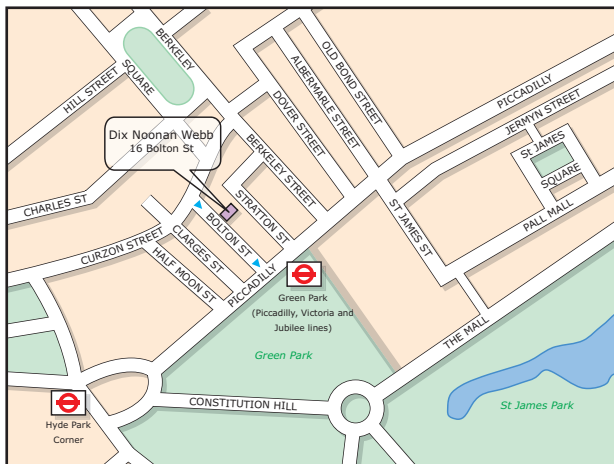 BERKELEY
SQUARE
HILL STREET
OLD BOND STREET
ALBERMARLE STREET
DOVER STREET
PICCADILLY
JERMYN STREET
St JAMES
SQUARE
Dix Noonan Webb
16 Bolton St
BERKELEY STREET
STRATTON ST
CHARLES ST
BOLTON ST
CLARGES ST
CURZON STREET
HALF MOON ST
PICCADILLY
ST JAMES ST
PALL MALL
Green Park
(Piccadilly, Victoria and
Jubilee lines)
THE MALL
Green Park
CONSTITUTION HILL
St James Park
Hyde Park
Corner